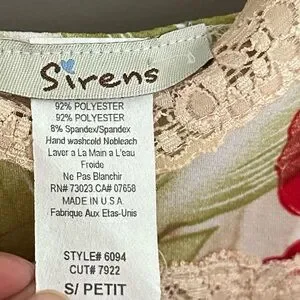 Sirens
92% POLYESTER
92% POLYESTER
8% Spandex/Spandex
Hand washcold Nobleach
Laver a La Main a L'eau
Froide
Ne Pas Blanchir
RN# 73023 CA# 07658
MADE IN U S A
Fabrique Aux Etas-Unis
STYLE# 6094
CUT# 7922
S/ PETIT